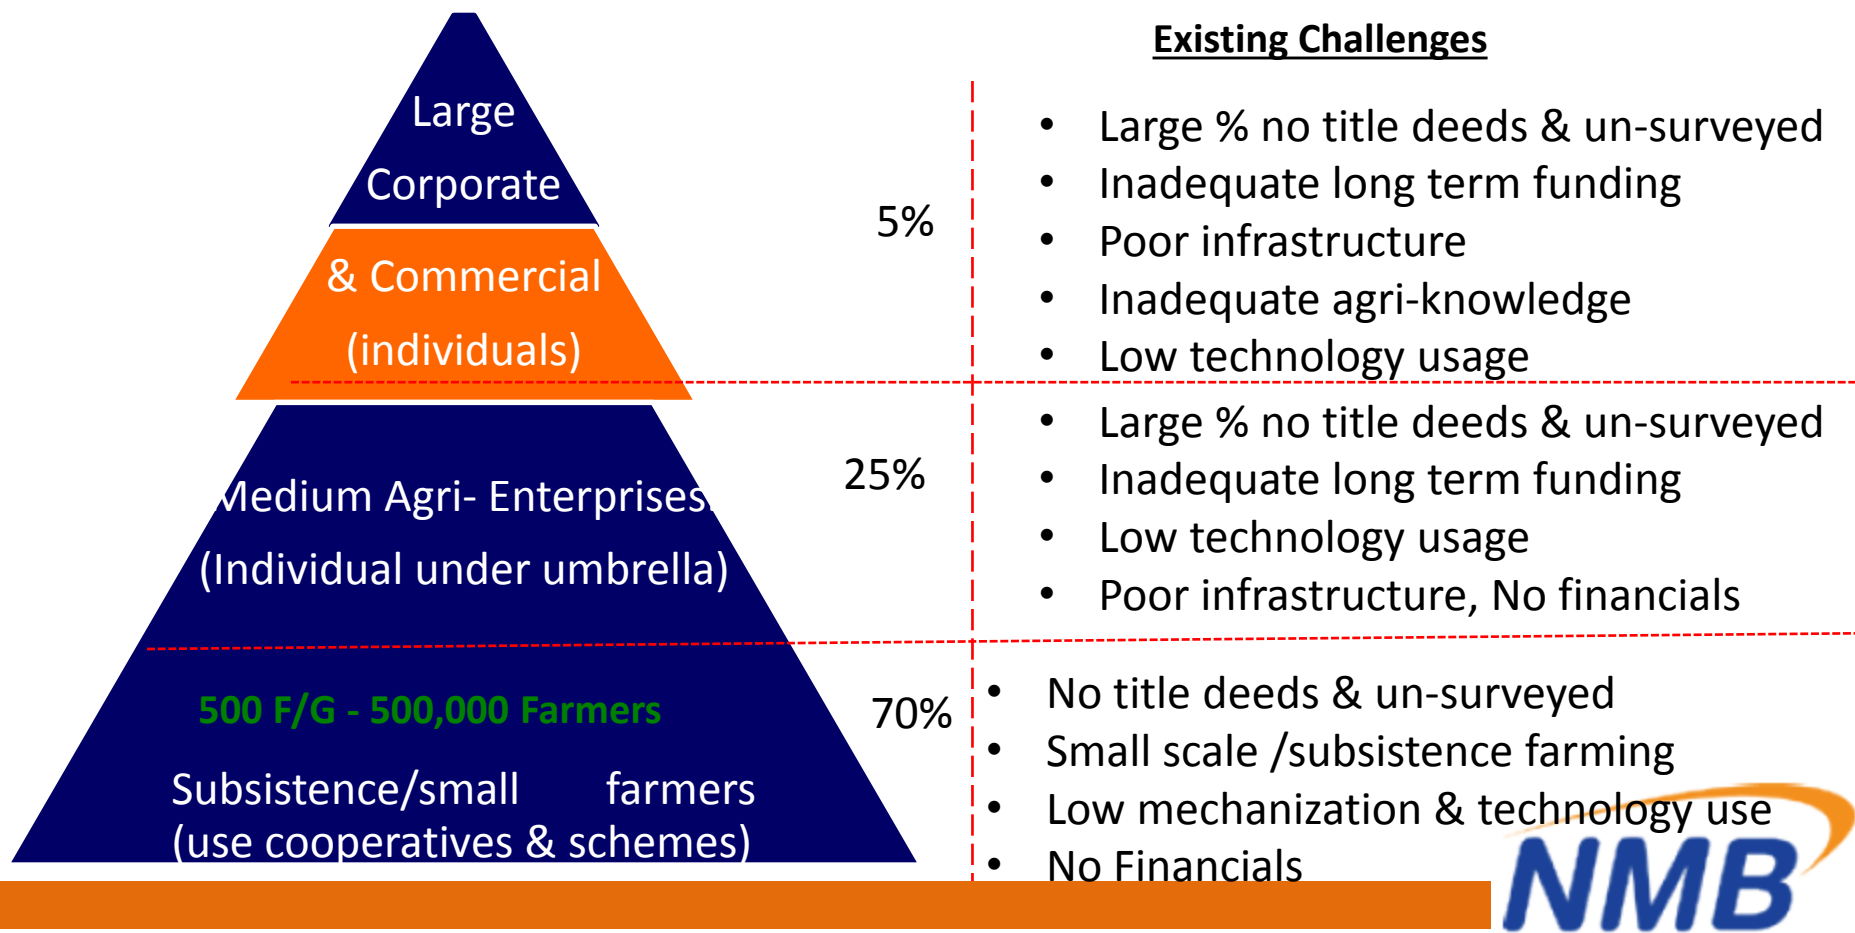 Existing Challenges
Large
Corporate
& Commercial
(individuals)
5%
• Large % no title deeds & un-surveyed
• Inadequate long term funding
• Poor infrastructure
• Inadequate agri-knowledge
• Low technology usage
Medium Agri- Enterprises.
(Individual under umbrella)
25%
• Large % no title deeds & un-surveyed
• Inadequate long term funding
• Low technology usage
• Poor infrastructure, No financials
500 F/G - 500,000 Farmers
Subsistence/small farmers
(use cooperatives & schemes)
70%
• No title deeds & un-surveyed
• Small scale /subsistence farming
• Low mechanization & technology use
• No Financials
NMB